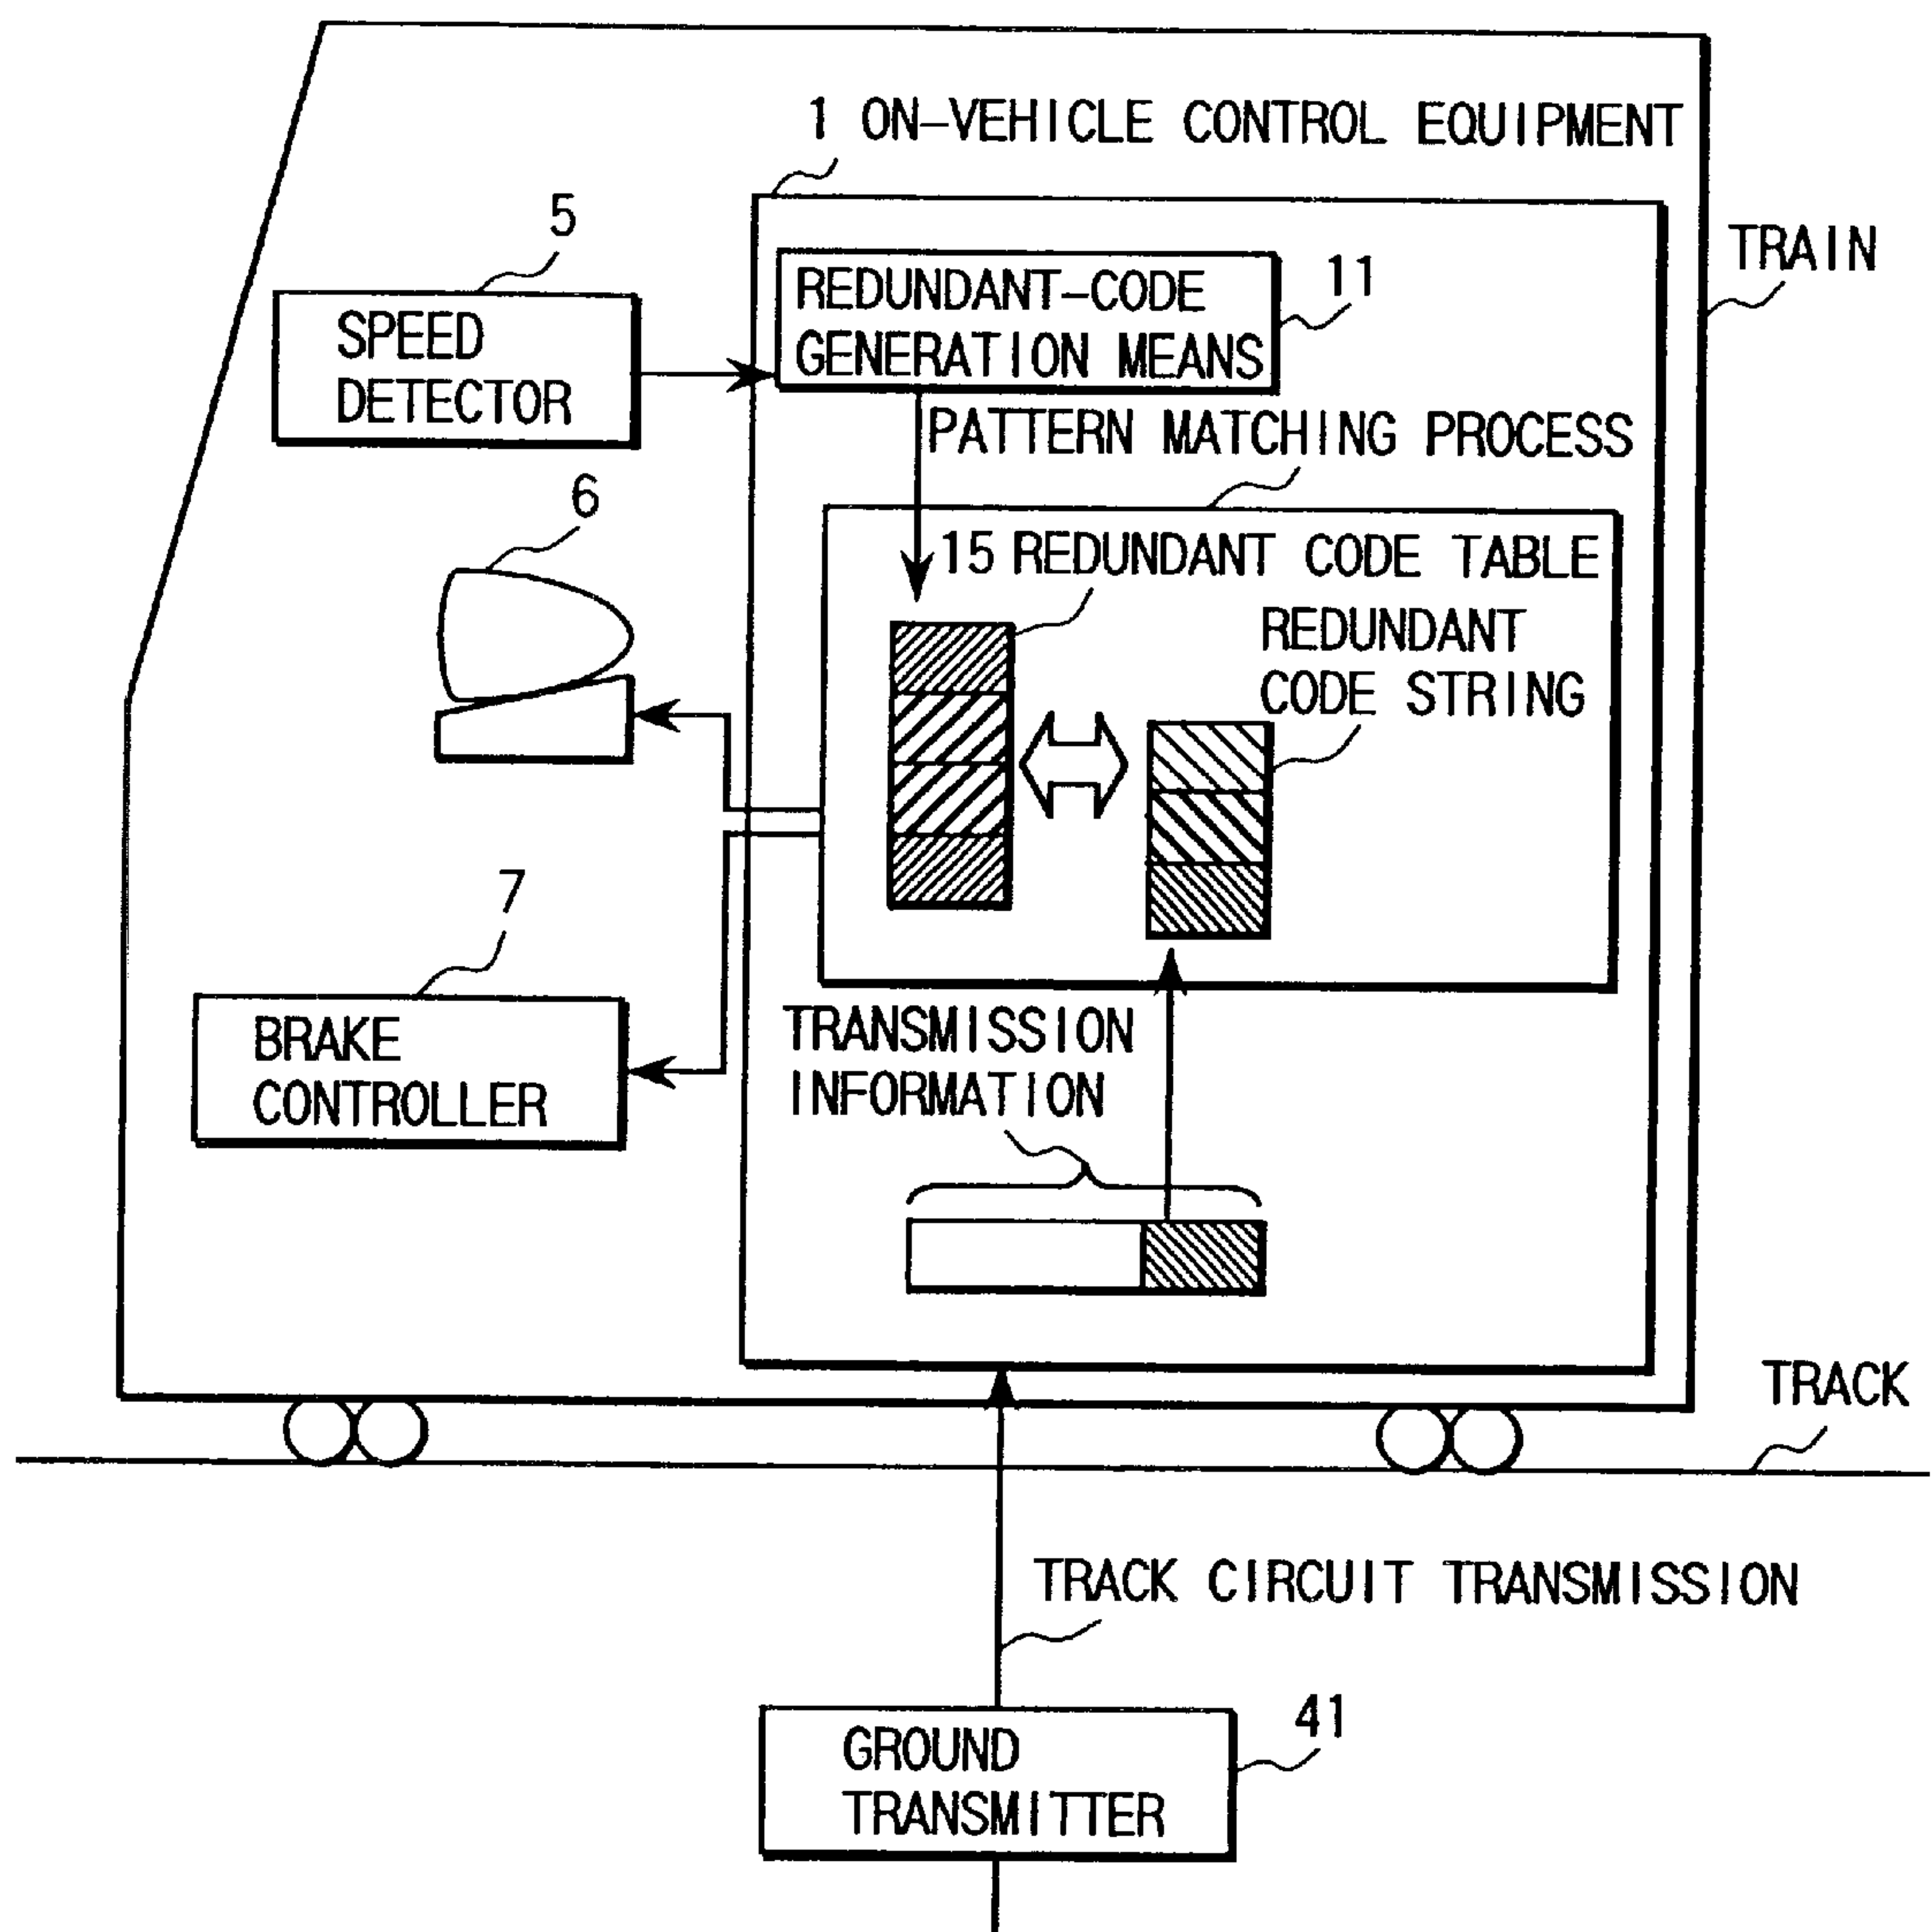 1 ON-VEHICLE CONTROL EQUIPMENT
TRAIN
5
SPEED
DETECTOR
REDUNDANT-CODE
GENERATION MEANS
11
PATTERN MATCHING PROCESS
6
15 REDUNDANT CODE TABLE
REDUNDANT
CODE STRING
7
BRAKE
CONTROLLER
TRANSMISSION
INFORMATION
TRACK
TRACK CIRCUIT TRANSMISSION
41
GROUND
TRANSMITTER